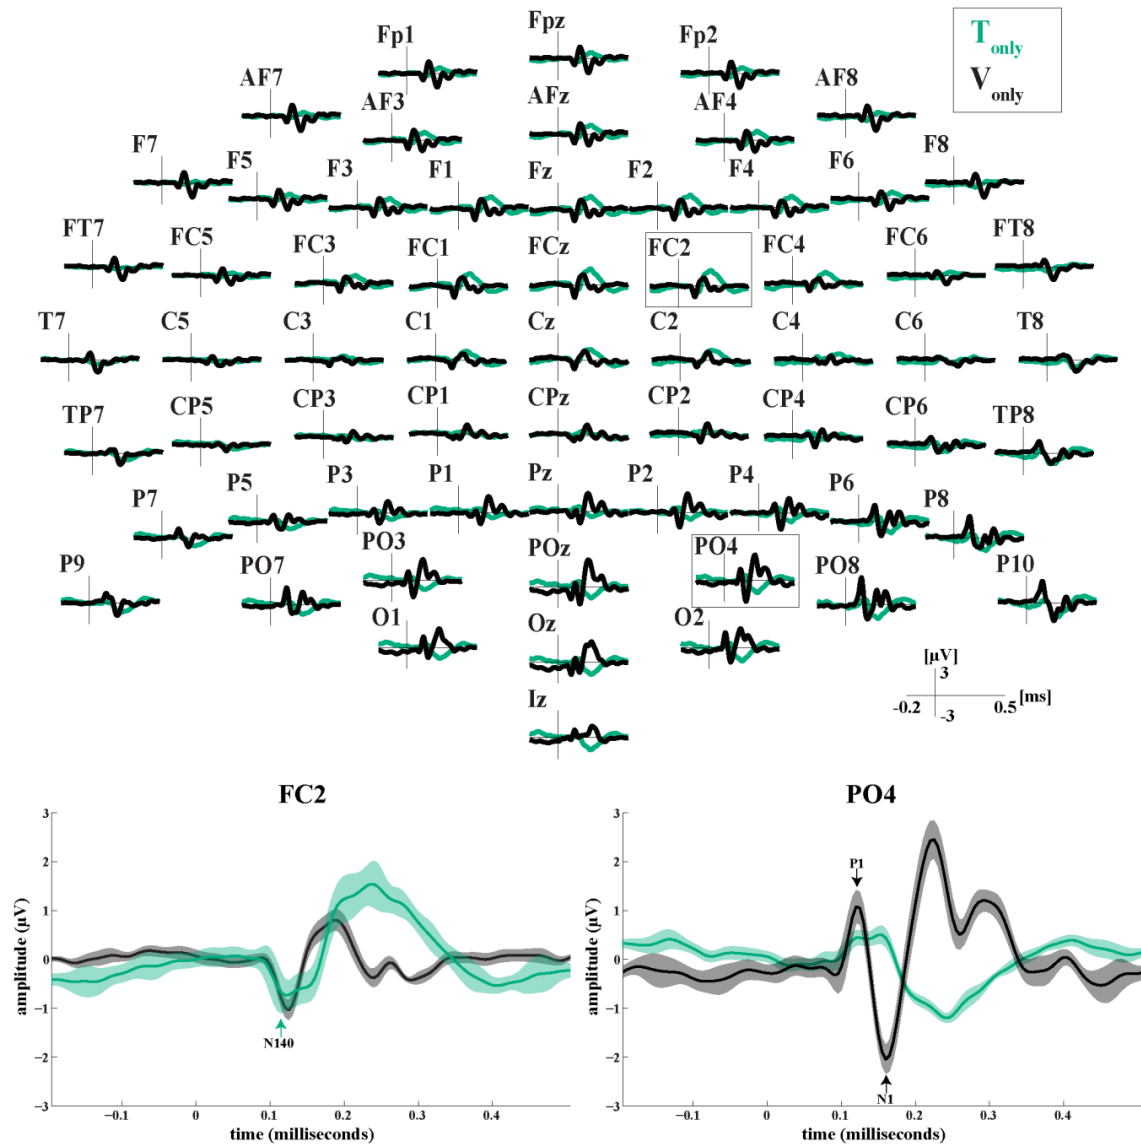 Fpz
Fp1 Fp2
AF7 AF8
AF3 AFz AF4
F7 F5 F3 F1 Fz F2 F4 F6 F8
FT7 FC5 FC3 FC1 FCz FC2 FC4 FC6 FT8
T7 C5 C3 C1 Cz C2 C4 C6 T8
TP7 CP5 CP3 CP1 CPz CP2 CP4 CP6 TP8
P7 P5 P3 P1 Pz P2 P4 P6 P8
P9 PO7 PO3 POz PO4 PO8 P10
O1 Oz O2
Iz
T only
V only
[µV]
3
-0.2 0.5 [ms]
-3
FC2
amplitude (µV)
3
2
1
0
−1
−2
−3
N140
−0.1 0 0.1 0.2 0.3 0.4
time (milliseconds)
PO4
amplitude (µV)
3
2
1
0
−1
−2
−3
P1
N1
−0.1 0 0.1 0.2 0.3 0.4
time (milliseconds)